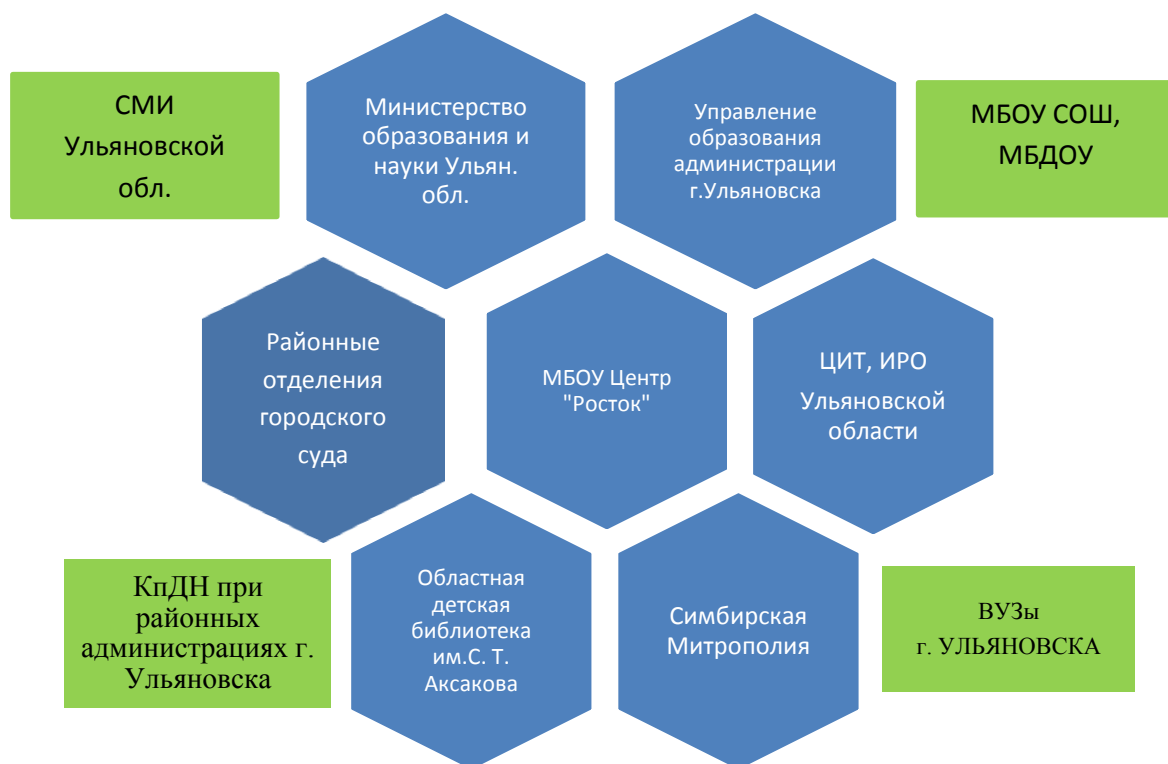 СМИ
Ульяновской
обл.
Министерство
образования и
науки Ульян.
обл.
Управление
образования
администрации
г.Ульяновска
МБОУ СОШ,
МБДОУ
Районные
отделения
городского
суда
МБОУ Центр
"Росток"
ЦИТ, ИРО
Ульяновской
области
КпДН при
районных
администрациях г.
Ульяновска
Областная
детская
библиотека
им.С. Т.
Аксакова
Симбирская
Митрополия
ВУЗы
г. УЛЬЯНОВСКА